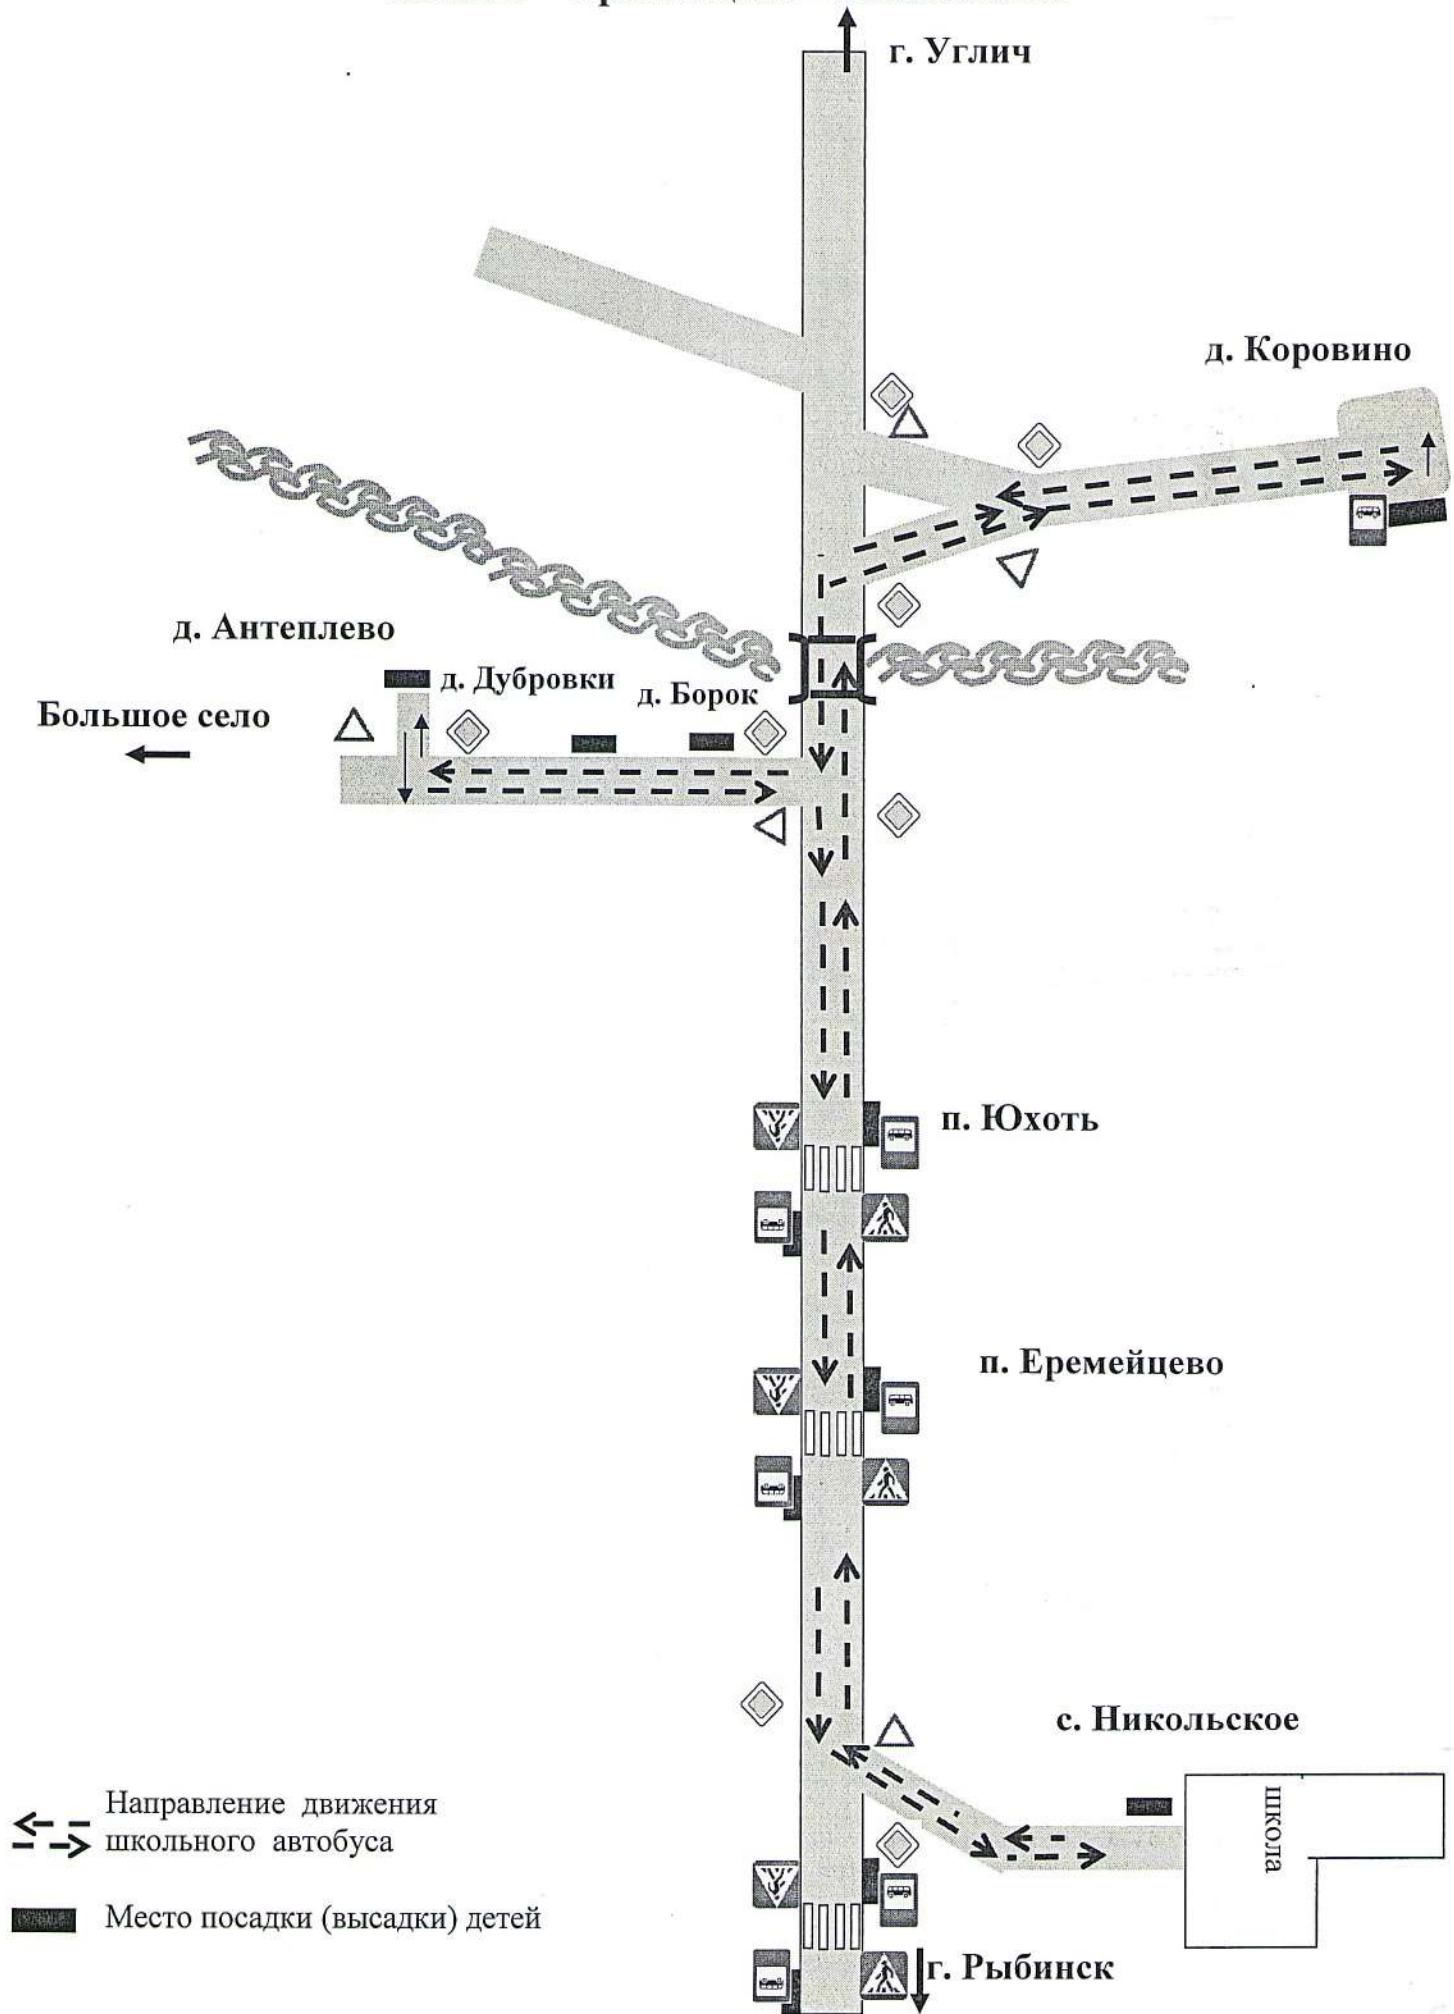 г. Углич
д. Коровино
д. Антеплево
д. Дубровки
д. Борок
Большое село
п. Юхоть
п. Еремейцево
с. Никольское
школа
Направление движения
школьного автобуса
Место посадки (высадки) детей
г. Рыбинск